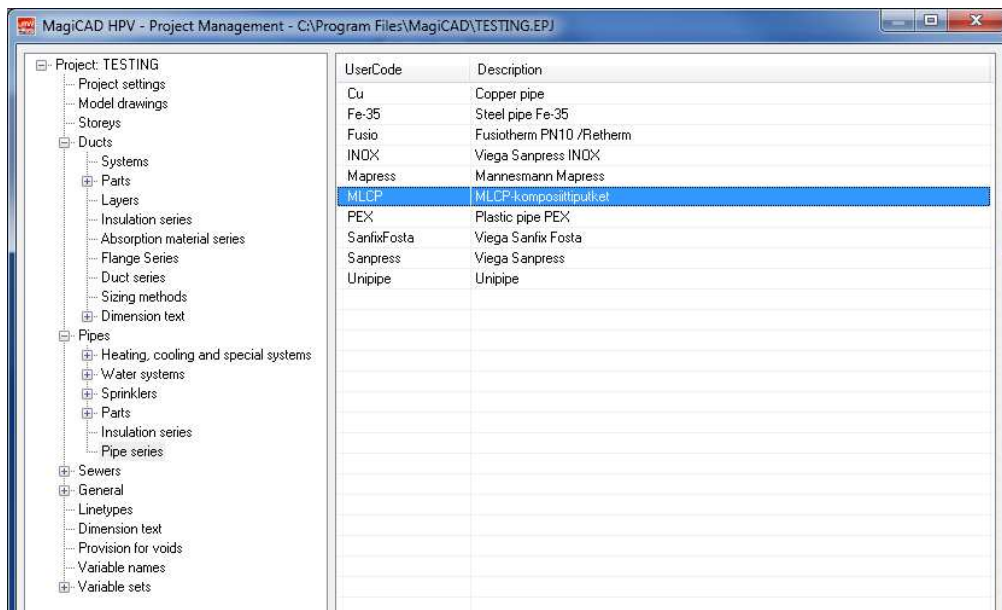 MagiCAD HPV - Project Management - C:\Program Files\MagiCAD\TESTING.EPJ
Project: TESTING
Project settings
Model drawings
Storeys
Ducts
Systems
Parts
Layers
Insulation series
Absorption material series
Flange Series
Duct series
Sizing methods
Dimension text
Pipes
Heating, cooling and special systems
Water systems
Sprinklers
Parts
Insulation series
Pipe series
Sewers
General
Linetypes
Dimension text
Provision for voids
Variable names
Variable sets
UserCode Description
Cu Copper pipe
Fe-35 Steel pipe Fe-35
Fusio Fusiotherm PN10 /Retherm
INOX Viega Sanpress INOX
Mapress Mannesmann Mapress
MLCP MLCP-komposiittiputket
PEX Plastic pipe PEX
SanfixFosta Viega Sanfix Fosta
Sanpress Viega Sanpress
Unipipe Unipipe